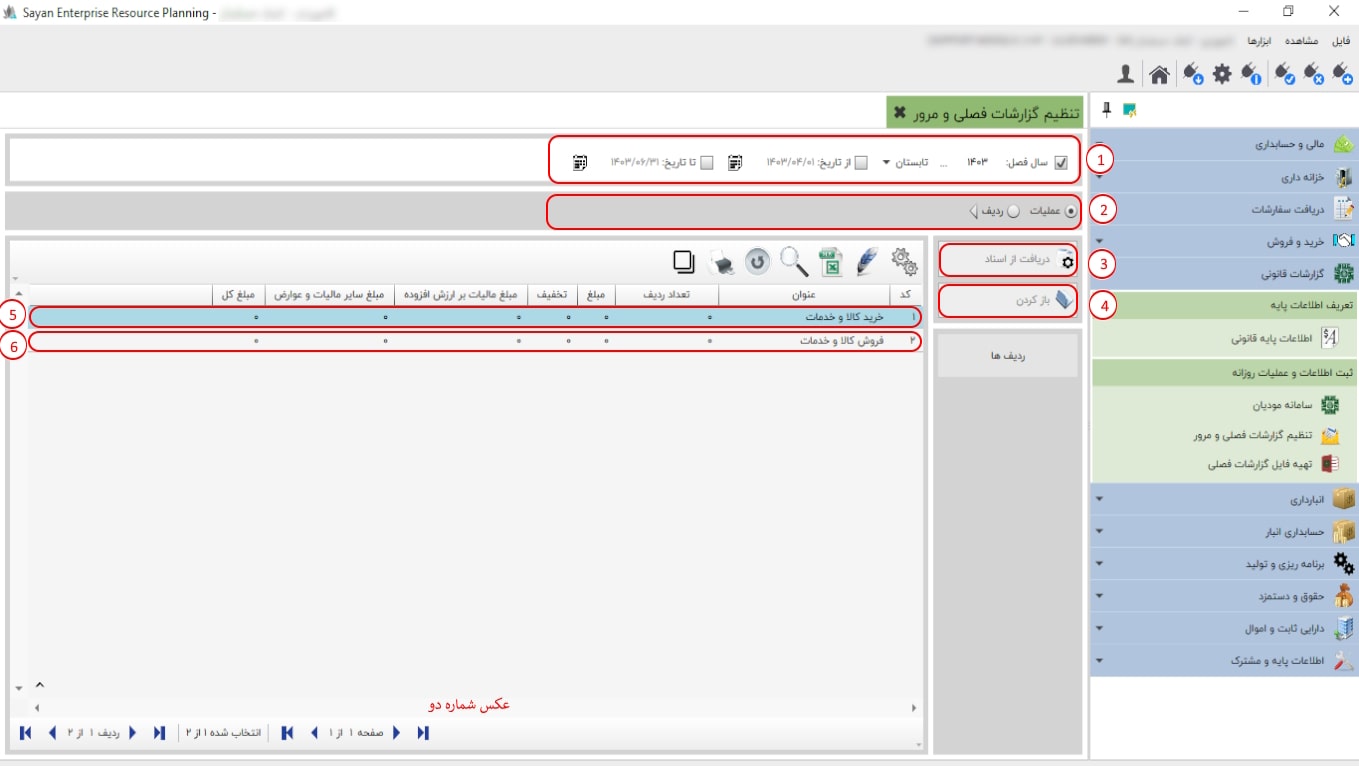 Sayan Enterprise Resource Planning -
فایل مشاهده ابزارها
تنظیم گزارشات فصلی و مرور
1
سال فصل: ۱۴۰۳ ... تابستان از تاریخ: ۱۴۰۳/۰۴/۰۱ تا تاریخ: ۱۴۰۳/۰۶/۳۱
2
عملیات ردیف
3
دریافت از اسناد
4
باز کردن
ردیف ها
کد عنوان تعداد ردیف مبلغ تخفیف مبلغ مالیات بر ارزش افزوده مبلغ سایر مالیات و عوارض مبلغ کل
5
۱ خرید کالا و خدمات ۰ ۰ ۰ ۰ ۰ ۰
6
۲ فروش کالا و خدمات ۰ ۰ ۰ ۰ ۰ ۰
عکس شماره دو
صفحه ۱ از ۱ انتخاب شده ۱ از ۲ ردیف ۱ از ۲
مالی و حسابداری
خزانه داری
دریافت سفارشات
خرید و فروش
گزارشات قانونی
تعریف اطلاعات پایه
اطلاعات پایه قانونی
ثبت اطلاعات و عملیات روزانه
سامانه مودیان
تنظیم گزارشات فصلی و مرور
تهیه فایل گزارشات فصلی
انبارداری
حسابداری انبار
برنامه ریزی و تولید
حقوق و دستمزد
دارایی ثابت و اموال
اطلاعات پایه و مشترک